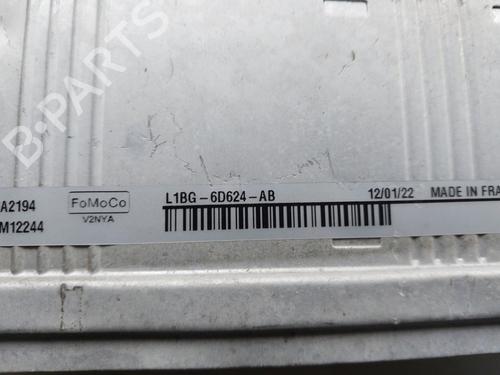 B-PARTS
A2194 FoMoCo L1BG-6D624-AB 12/01/22 MADE IN FRA
M12244 V2NYA